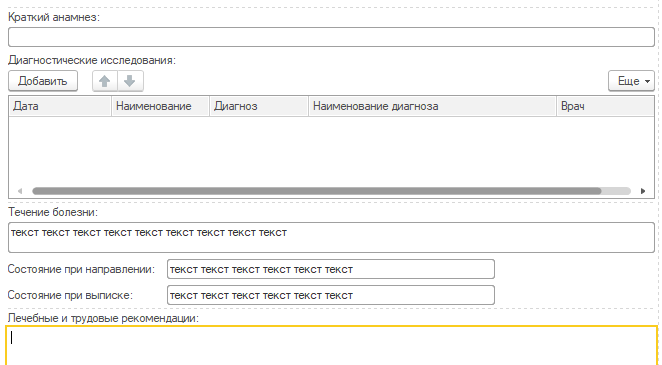 Краткий анамнез:
Диагностические исследования:
Добавить Еще
Дата Наименование Диагноз Наименование диагноза Врач
Течение болезни:
текст текст текст текст текст текст текст текст текст
Состояние при направлении: текст текст текст текст текст текст
Состояние при выписке: текст текст текст текст текст текст
Лечебные и трудовые рекомендации: